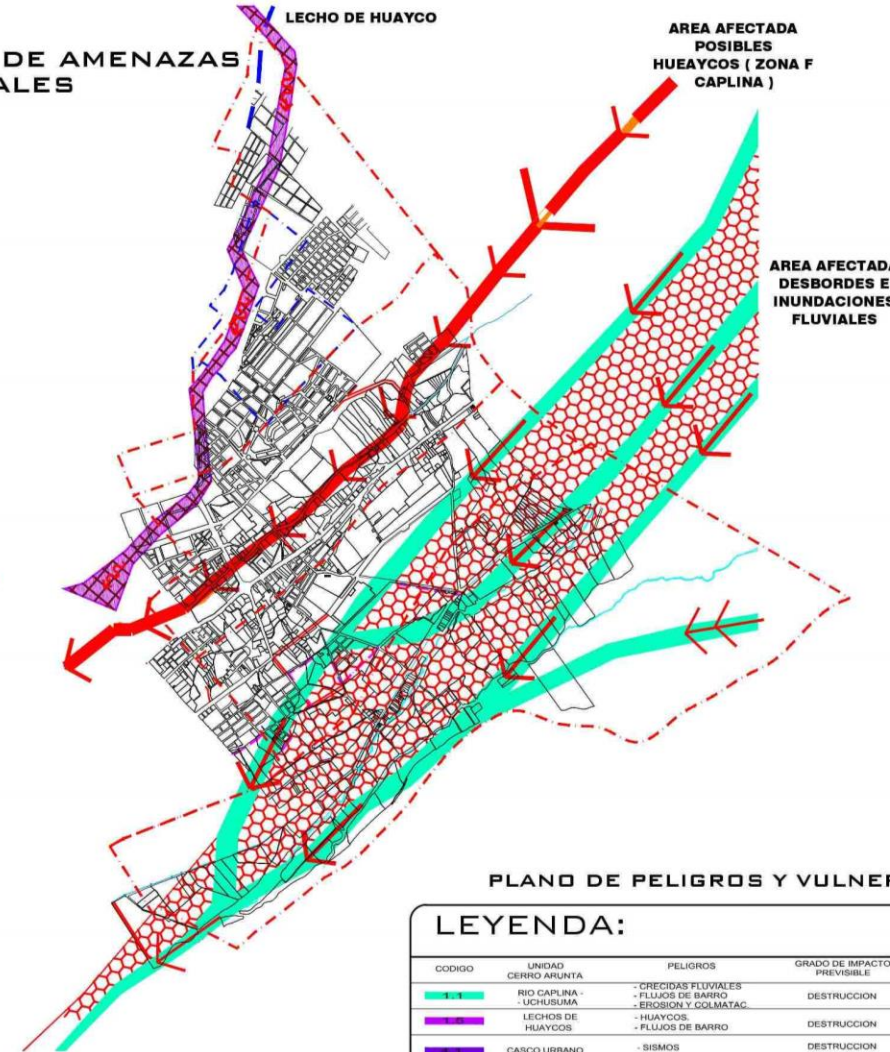 LECHO DE HUAYCO
DE AMENAZAS
ALES
AREA AFECTADA
POSIBLES
HUEAYCOS ( ZONA F
CAPLINA )
AREA AFECTADA
DESBORDES E
INUNDACIONES
FLUVIALES
PLANO DE PELIGROS Y VULNER
LEYENDA:
CODIGO UNIDAD CERRO ARUNTA PELIGROS GRADO DE IMPACTO PREVISIBLE
1.1 RIO CAPLINA - - UCHUSUMA - CRECIDAS FLUVIALES - FLUJOS DE BARRO - EROSION Y COLMATAC. DESTRUCCION
LECHOS DE HUAYCOS - HUAYCOS. - FLUJOS DE BARRO DESTRUCCION
CASCO URBANO - SISMOS DESTRUCCION